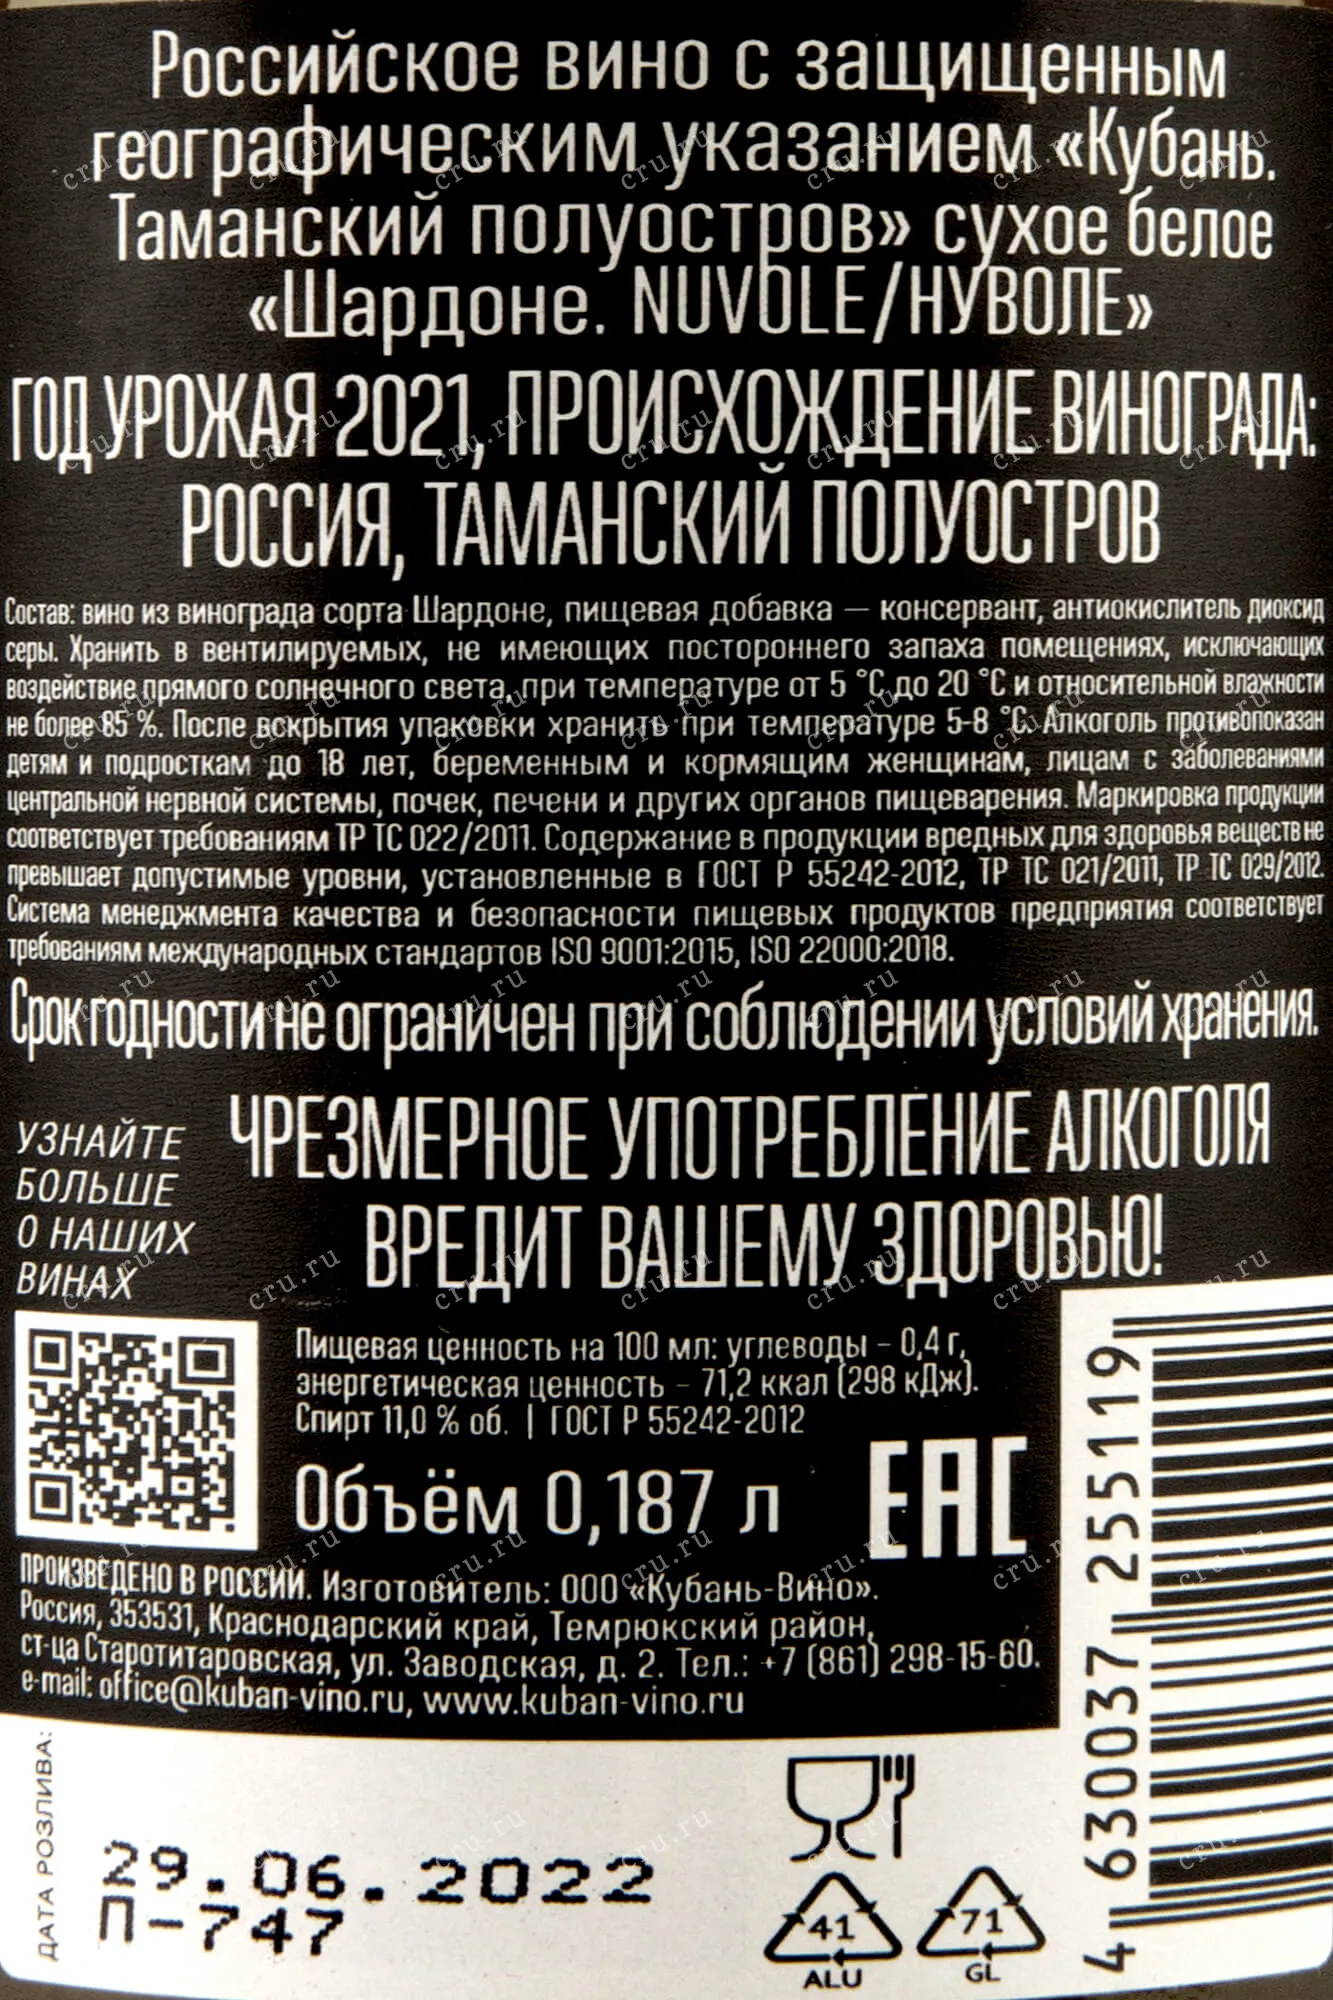 Российское вино с защищенным
географическим указанием «Кубань.
Таманский полуостров» сухое белое
«Шардоне. NUVOLE/НУВОЛЕ»
ГОД УРОЖАЯ 2021, ПРОИСХОЖДЕНИЕ ВИНОГРАДА:
РОССИЯ, ТАМАНСКИЙ ПОЛУОСТРОВ
Состав: вино из винограда сорта Шардоне, пищевая добавка — консервант, антиокислитель диоксид
серы. Хранить в вентилируемых, не имеющих постороннего запаха помещениях, исключающих
воздействие прямого солнечного света, при температуре от 5 °С до 20 °С и относительной влажности
не более 85 %. После вскрытия упаковки хранить при температуре 5-8 °С. Алкоголь противопоказан
детям и подросткам до 18 лет, беременным и кормящим женщинам, лицам с заболеваниями
центральной нервной системы, почек, печени и других органов пищеварения. Маркировка продукции
соответствует требованиям ТР ТС 022/2011. Содержание в продукции вредных для здоровья веществ не
превышает допустимые уровни, установленные в ГОСТ Р 55242-2012, ТР ТС 021/2011, ТР ТС 029/2012.
Система менеджмента качества и безопасности пищевых продуктов предприятия соответствует
требованиям международных стандартов ISO 9001:2015, ISO 22000:2018.
Срок годности не ограничен при соблюдении условий хранения.
ЧРЕЗМЕРНОЕ УПОТРЕБЛЕНИЕ АЛКОГОЛЯ
ВРЕДИТ ВАШЕМУ ЗДОРОВЬЮ!
УЗНАЙТЕ
БОЛЬШЕ
О НАШИХ
ВИНАХ
Пищевая ценность на 100 мл: углеводы – 0,4 г,
энергетическая ценность – 71,2 ккал (298 кДж).
Спирт 11,0 % об. | ГОСТ Р 55242-2012
Объём 0,187 л
EAC
ПРОИЗВЕДЕНО В РОССИИ. Изготовитель: ООО «Кубань-Вино».
Россия, 353531, Краснодарский край, Темрюкский район,
ст-ца Старотитаровская, ул. Заводская, д. 2. Тел.: +7 (861) 298-15-60.
e-mail: office@kuban-vino.ru, www.kuban-vino.ru
4 630037 255119
ДАТА РОЗЛИВА:
29.06.2022
П-747
41
ALU
71
GL
cru.ru